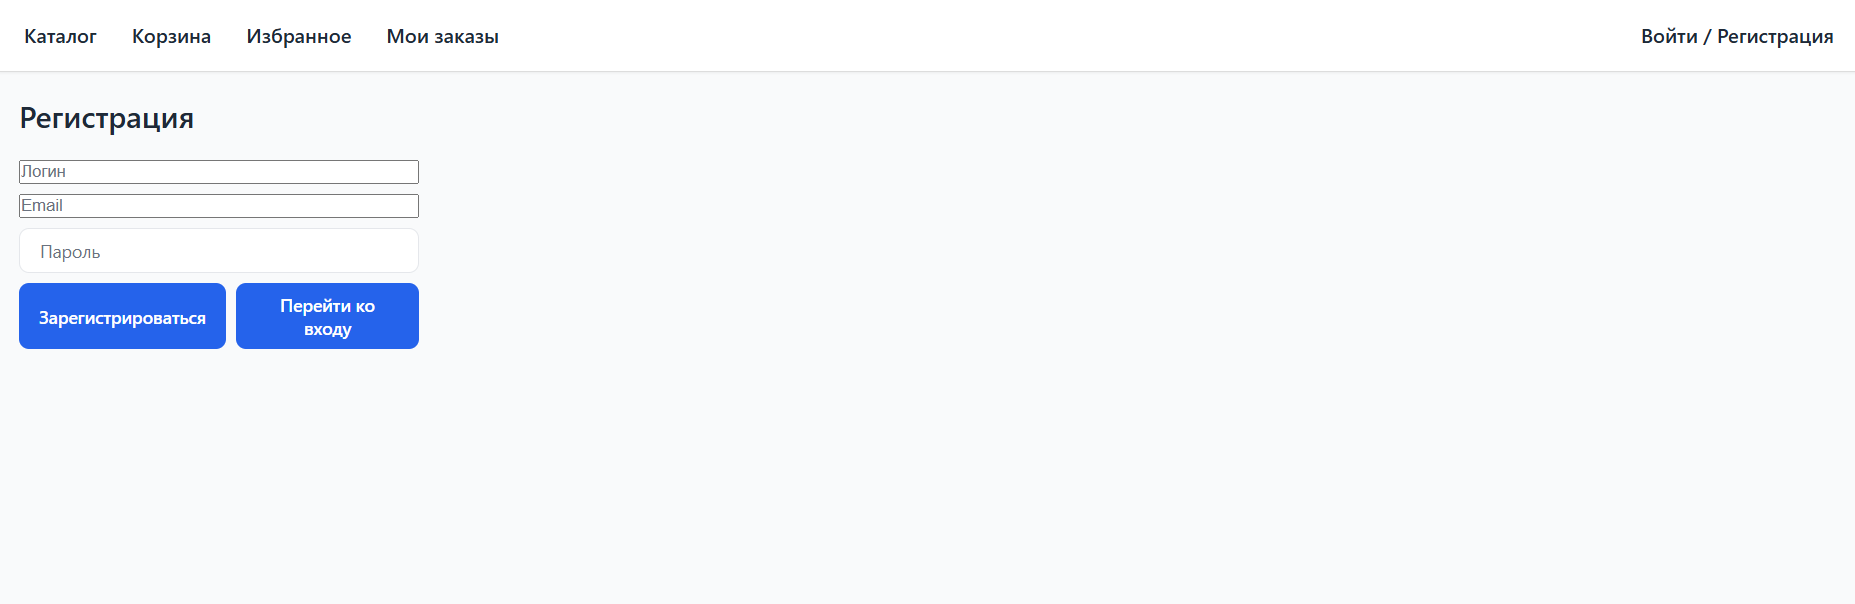 Каталог Корзина Избранное Мои заказы Войти / Регистрация
Регистрация
Логин
Email
Пароль
Зарегистрироваться
Перейти ко
входу